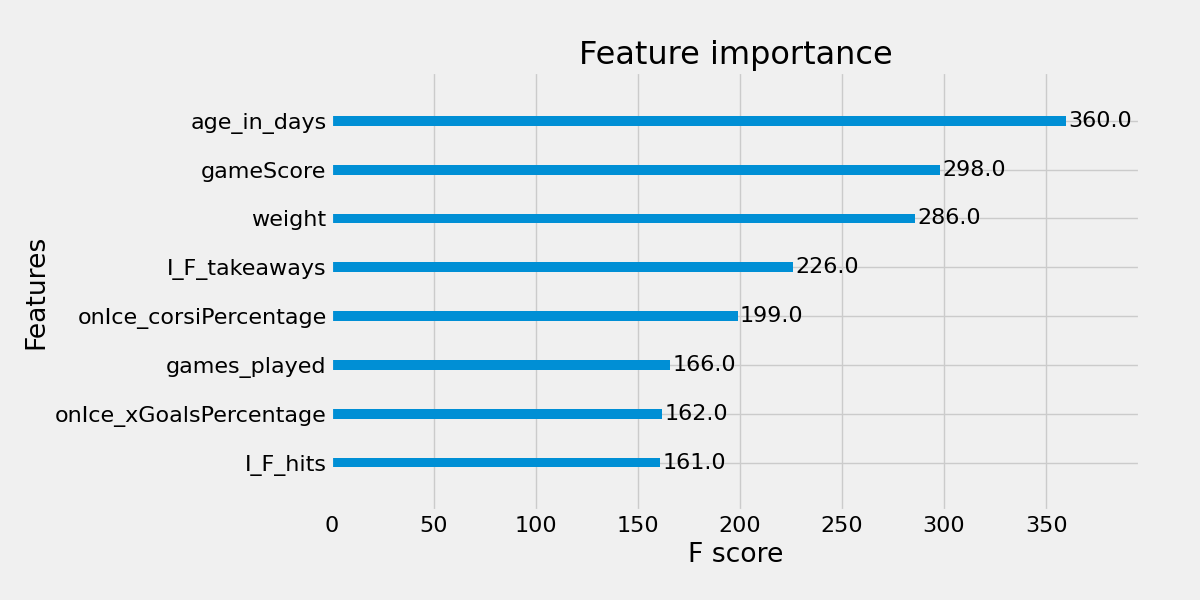 Feature importance
Features
age_in_days 360.0
gameScore 298.0
weight 286.0
I_F_takeaways 226.0
onIce_corsiPercentage 199.0
games_played 166.0
onIce_xGoalsPercentage 162.0
I_F_hits 161.0
0 50 100 150 200 250 300 350
F score